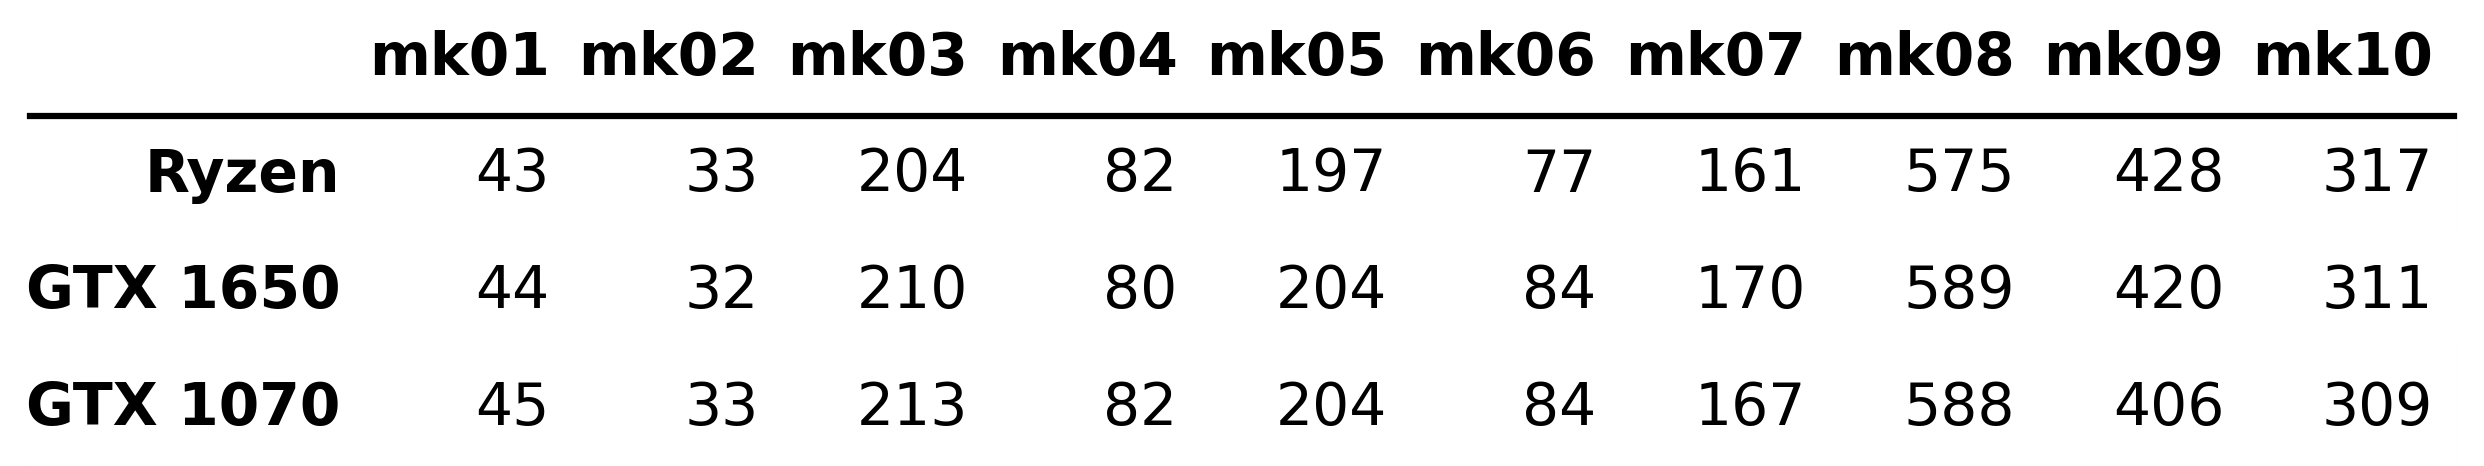 mk01 mk02 mk03 mk04 mk05 mk06 mk07 mk08 mk09 mk10
Ryzen 43 33 204 82 197 77 161 575 428 317
GTX 1650 44 32 210 80 204 84 170 589 420 311
GTX 1070 45 33 213 82 204 84 167 588 406 309